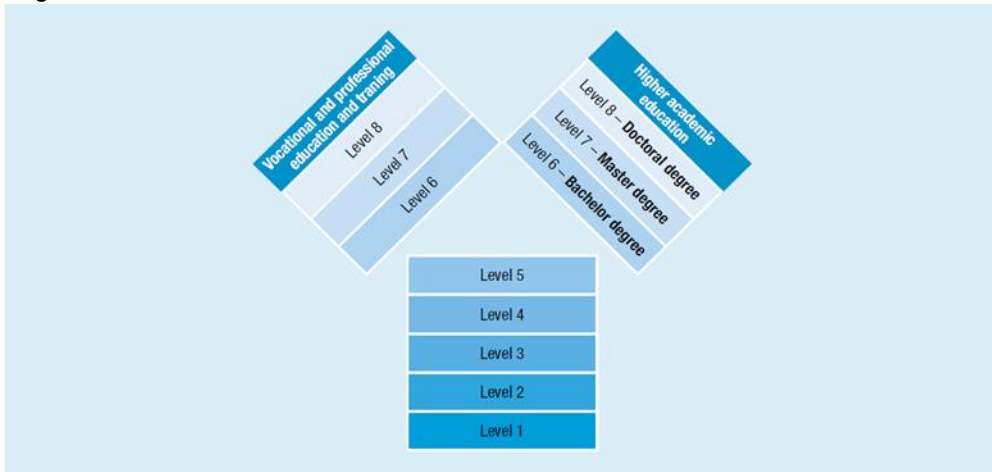 Vocational and professional
education and traning
Level 8
Level 7
Level 6
Higher academic
education
Level 8 – Doctoral degree
Level 7 – Master degree
Level 6 – Bachelor degree
Level 5
Level 4
Level 3
Level 2
Level 1